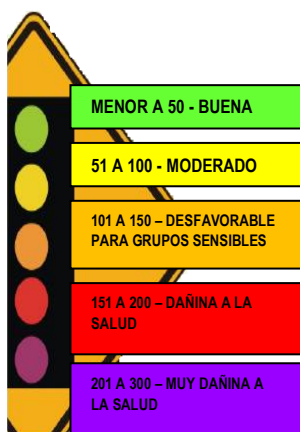 MENOR A 50 - BUENA
51 A 100 - MODERADO
101 A 150 – DESFAVORABLE
PARA GRUPOS SENSIBLES
151 A 200 – DAÑINA A LA
SALUD
201 A 300 – MUY DAÑINA A
LA SALUD